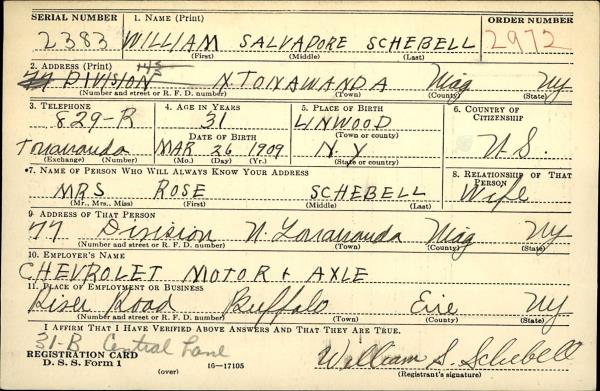 SERIAL NUMBER 1. NAME (Print) ORDER NUMBER
2383 WILLIAM SALVADORE SCHEBELL 2972
(First) (Middle) (Last)
2. ADDRESS (Print)
77 DIVISION N TONAWANDA Niag NY
(Number and street or R. F. D. number) (Town) (County) (State)
3. TELEPHONE 4. AGE IN YEARS 5. PLACE OF BIRTH 6. COUNTRY OF CITIZENSHIP
829-R 31 LINWOOD
DATE OF BIRTH (Town or county)
Tonawanda MAR 26 1909 N.Y U.S.
(Exchange) (Number) (Mo.) (Day) (Yr.) (State or country)
*7. NAME OF PERSON WHO WILL ALWAYS KNOW YOUR ADDRESS 8. RELATIONSHIP OF THAT PERSON
MRS ROSE SCHEBELL Wife
(Mr., Mrs., Miss) (First) (Middle) (Last)
9. ADDRESS OF THAT PERSON
77 Division N. Tonawanda Niag NY
(Number and street or R. F. D. number) (Town) (County) (State)
10. EMPLOYER'S NAME
CHEVROLET MOTOR & AXLE
11. PLACE OF EMPLOYMENT OR BUSINESS
River Road Buffalo Erie NY
(Number and street or R. F. D. number) (Town) (County) (State)
I AFFIRM THAT I HAVE VERIFIED ABOVE ANSWERS AND THAT THEY ARE TRUE.
31-B Central Lane
REGISTRATION CARD William S. Schebell
D. S. S. Form 1 (over) 16—17105 (Registrant's signature)